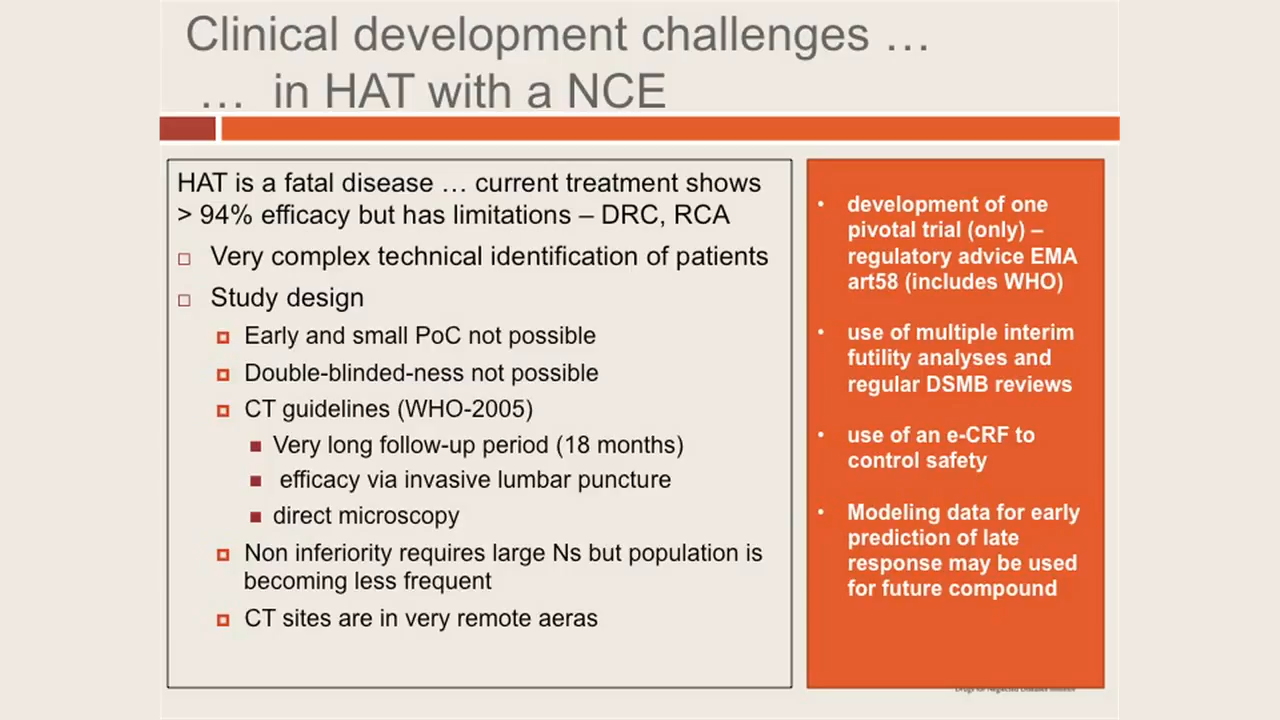 Clinical development challenges …
… in HAT with a NCE
HAT is a fatal disease … current treatment shows
> 94% efficacy but has limitations – DRC, RCA
Very complex technical identification of patients
Study design
Early and small PoC not possible
Double-blinded-ness not possible
CT guidelines (WHO-2005)
Very long follow-up period (18 months)
efficacy via invasive lumbar puncture
direct microscopy
Non inferiority requires large Ns but population is
becoming less frequent
CT sites are in very remote aeras
• development of one
pivotal trial (only) –
regulatory advice EMA
art58 (includes WHO)
• use of multiple interim
futility analyses and
regular DSMB reviews
• use of an e-CRF to
control safety
• Modeling data for early
prediction of late
response may be used
for future compound
Drugs for Neglected Diseases